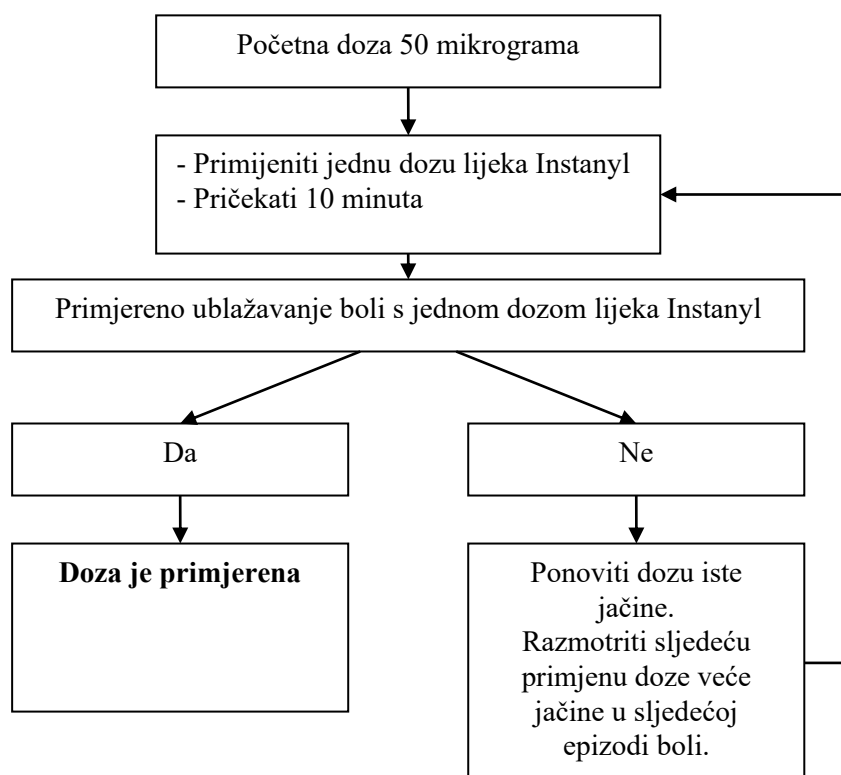 Početna doza 50 mikrograma
- Primijeniti jednu dozu lijeka Instanyl
- Pričekati 10 minuta
Primjereno ublažavanje boli s jednom dozom lijeka Instanyl
Da
Ne
Doza je primjerena
Ponoviti dozu iste
jačine.
Razmotriti sljedeću
primjenu doze veće
jačine u sljedećoj
epizodi boli.